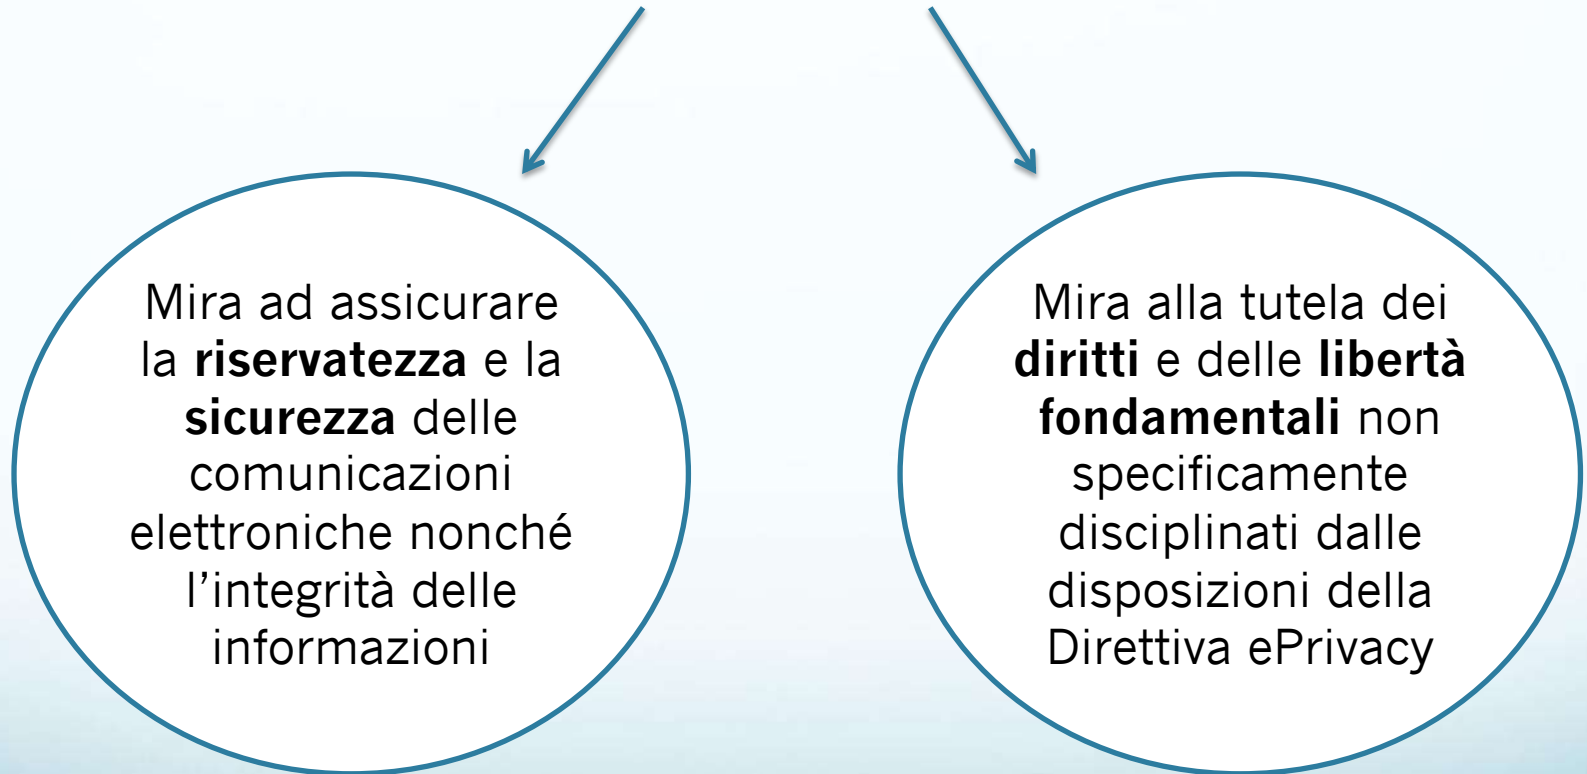 Mira ad assicurare
la riservatezza e la
sicurezza delle
comunicazioni
elettroniche nonché
l’integrità delle
informazioni
Mira alla tutela dei
diritti e delle libertà
fondamentali non
specificamente
disciplinati dalle
disposizioni della
Direttiva ePrivacy